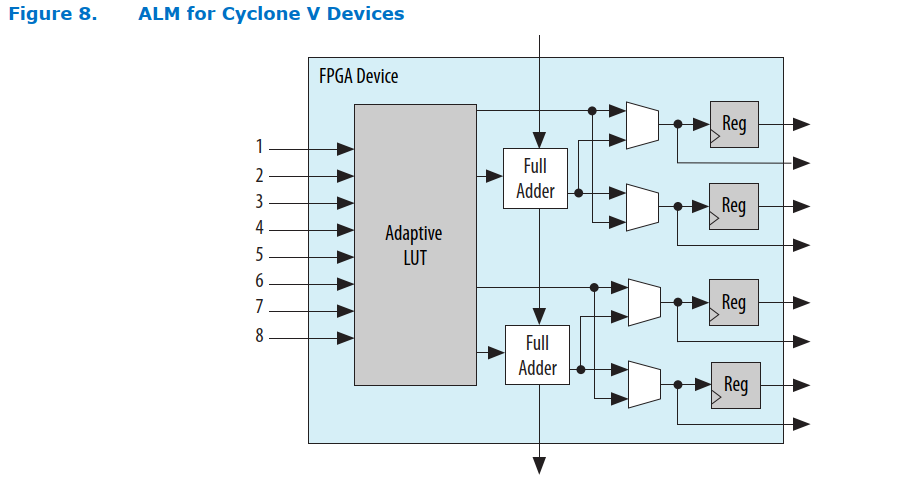 Figure 8. ALM for Cyclone V Devices
FPGA Device
1
2
3
4
5
6
7
8
Adaptive
LUT
Full
Adder
Full
Adder
Reg
Reg
Reg
Reg